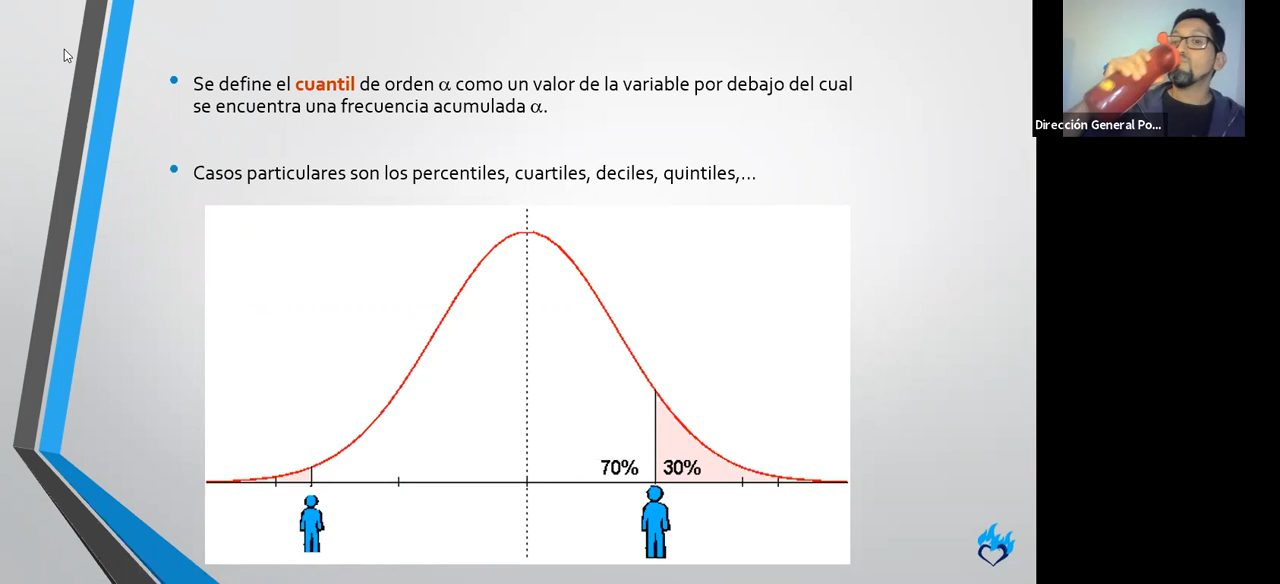 Se define el cuantil de orden α como un valor de la variable por debajo del cual
se encuentra una frecuencia acumulada α.
Casos particulares son los percentiles, cuartiles, deciles, quintiles,...
70% 30%
Dirección General Po...